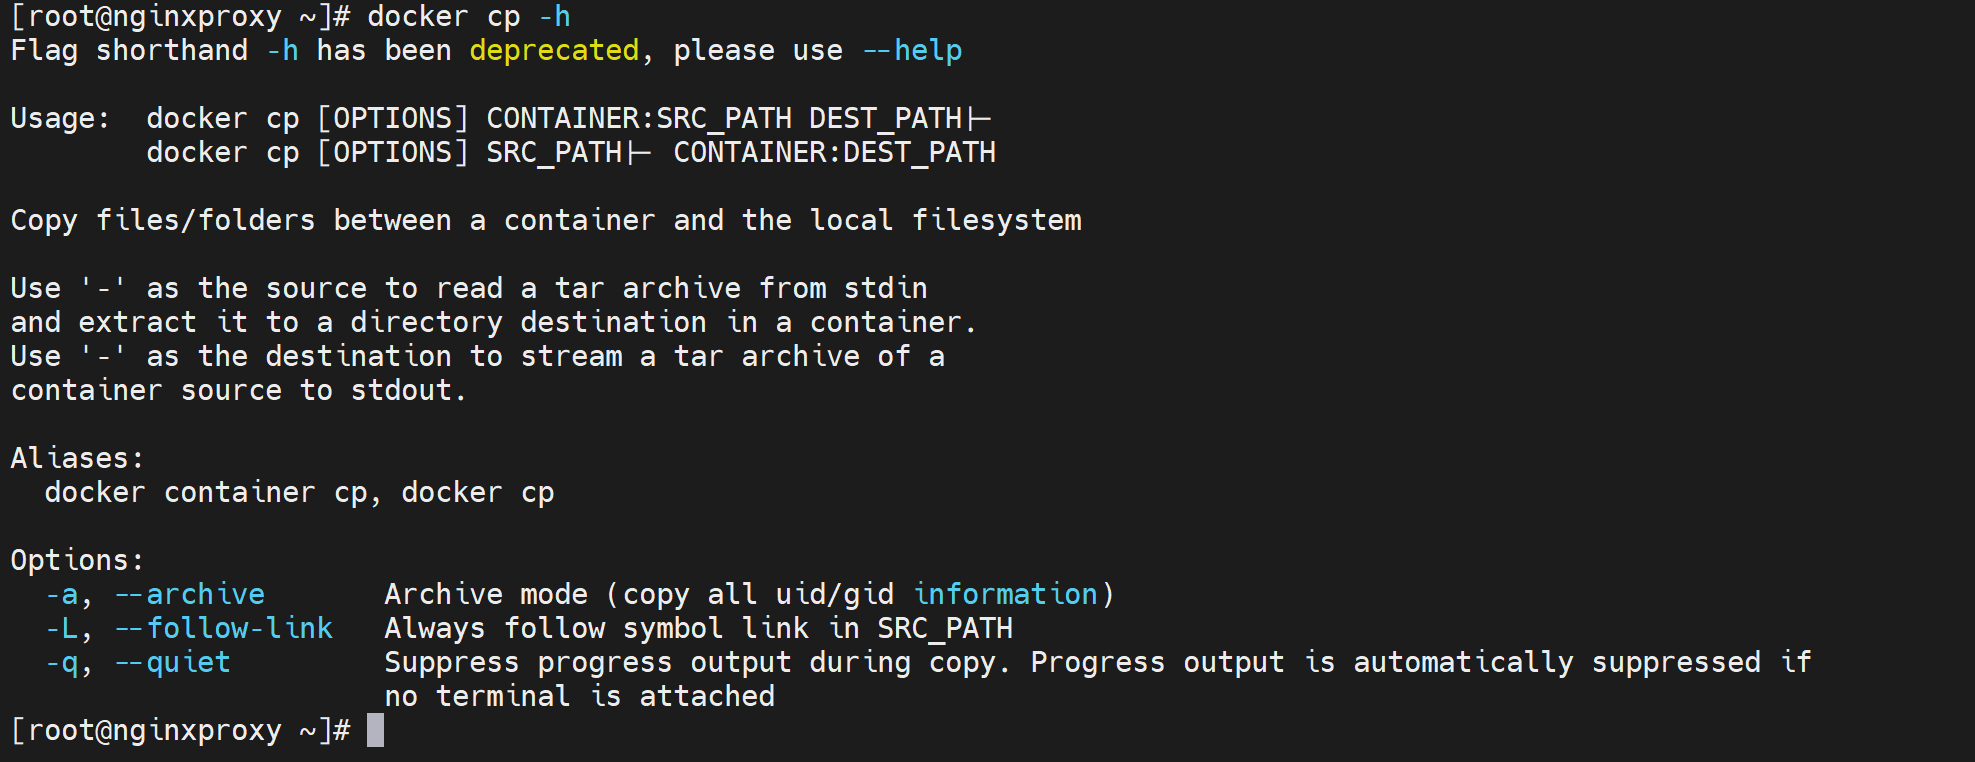 [root@nginxproxy ~]# docker cp -h
Flag shorthand -h has been deprecated, please use --help
Usage:  docker cp [OPTIONS] CONTAINER:SRC_PATH DEST_PATH|-
        docker cp [OPTIONS] SRC_PATH|- CONTAINER:DEST_PATH
Copy files/folders between a container and the local filesystem
Use '-' as the source to read a tar archive from stdin
and extract it to a directory destination in a container.
Use '-' as the destination to stream a tar archive of a
container source to stdout.
Aliases:
  docker container cp, docker cp
Options:
  -a, --archive       Archive mode (copy all uid/gid information)
  -L, --follow-link   Always follow symbol link in SRC_PATH
  -q, --quiet         Suppress progress output during copy. Progress output is automatically suppressed if
                      no terminal is attached
[root@nginxproxy ~]#